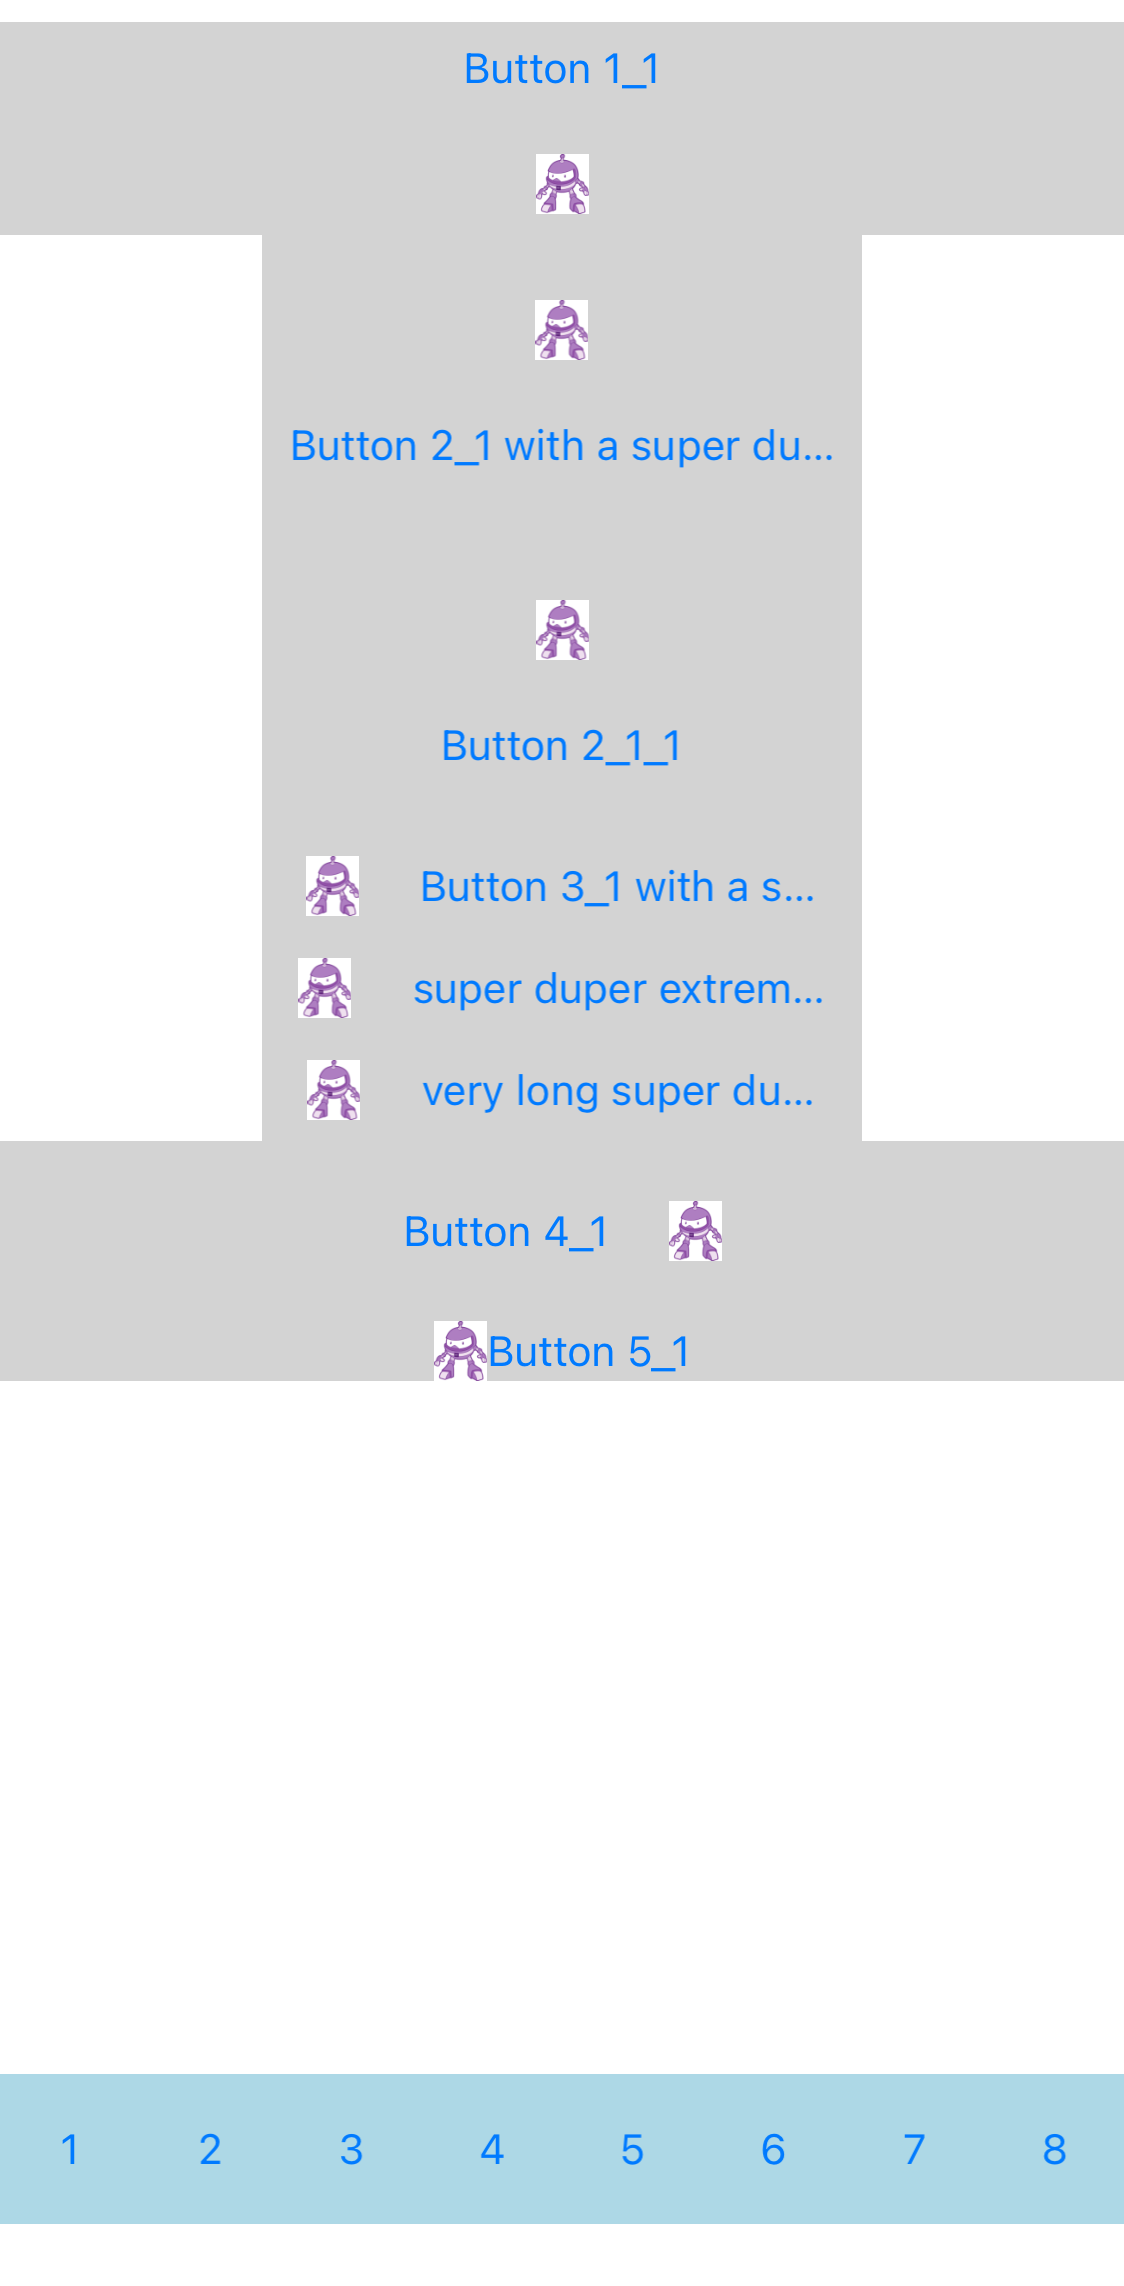 Button 1_1
Button 2_1 with a super du...
Button 2_1_1
Button 3_1 with a s...
super duper extrem...
very long super du...
Button 4_1
Button 5_1
1 2 3 4 5 6 7 8